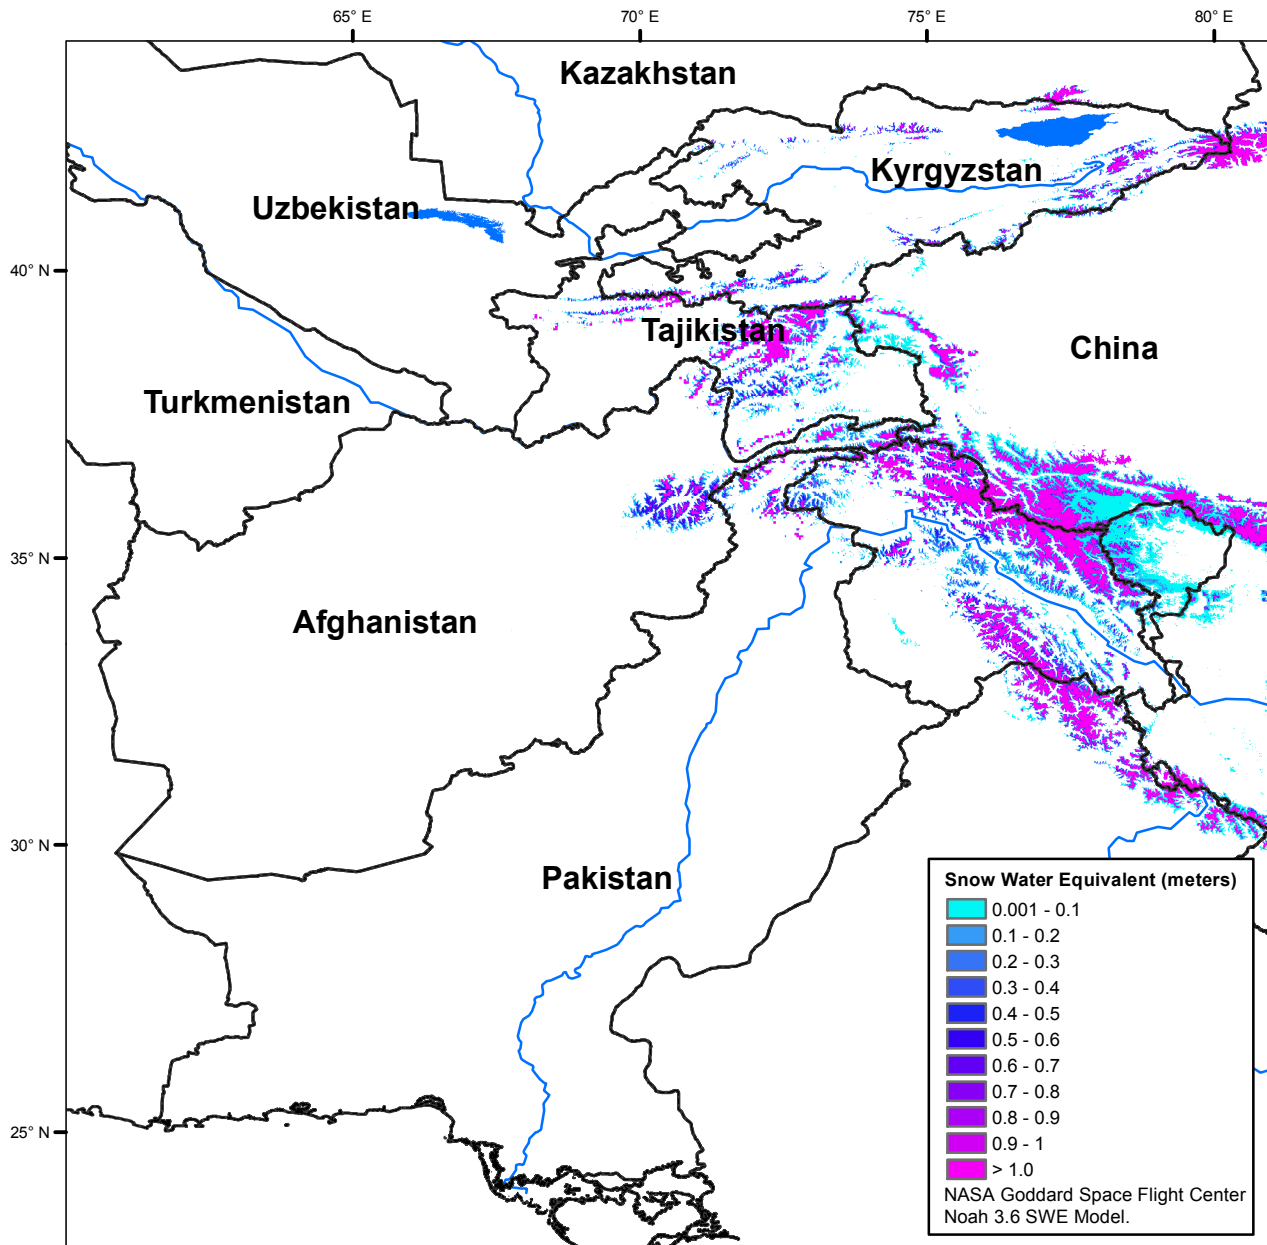 65° E
70° E
75° E
80° E
Kazakhstan
Kyrgyzstan
Uzbekistan
40° N
Tajikistan
China
Turkmenistan
35° N
Afghanistan
30° N
Pakistan
25° N
Snow Water Equivalent (meters)
0.001 - 0.1
0.1 - 0.2
0.2 - 0.3
0.3 - 0.4
0.4 - 0.5
0.5 - 0.6
0.6 - 0.7
0.7 - 0.8
0.8 - 0.9
0.9 - 1
> 1.0
NASA Goddard Space Flight Center
Noah 3.6 SWE Model.